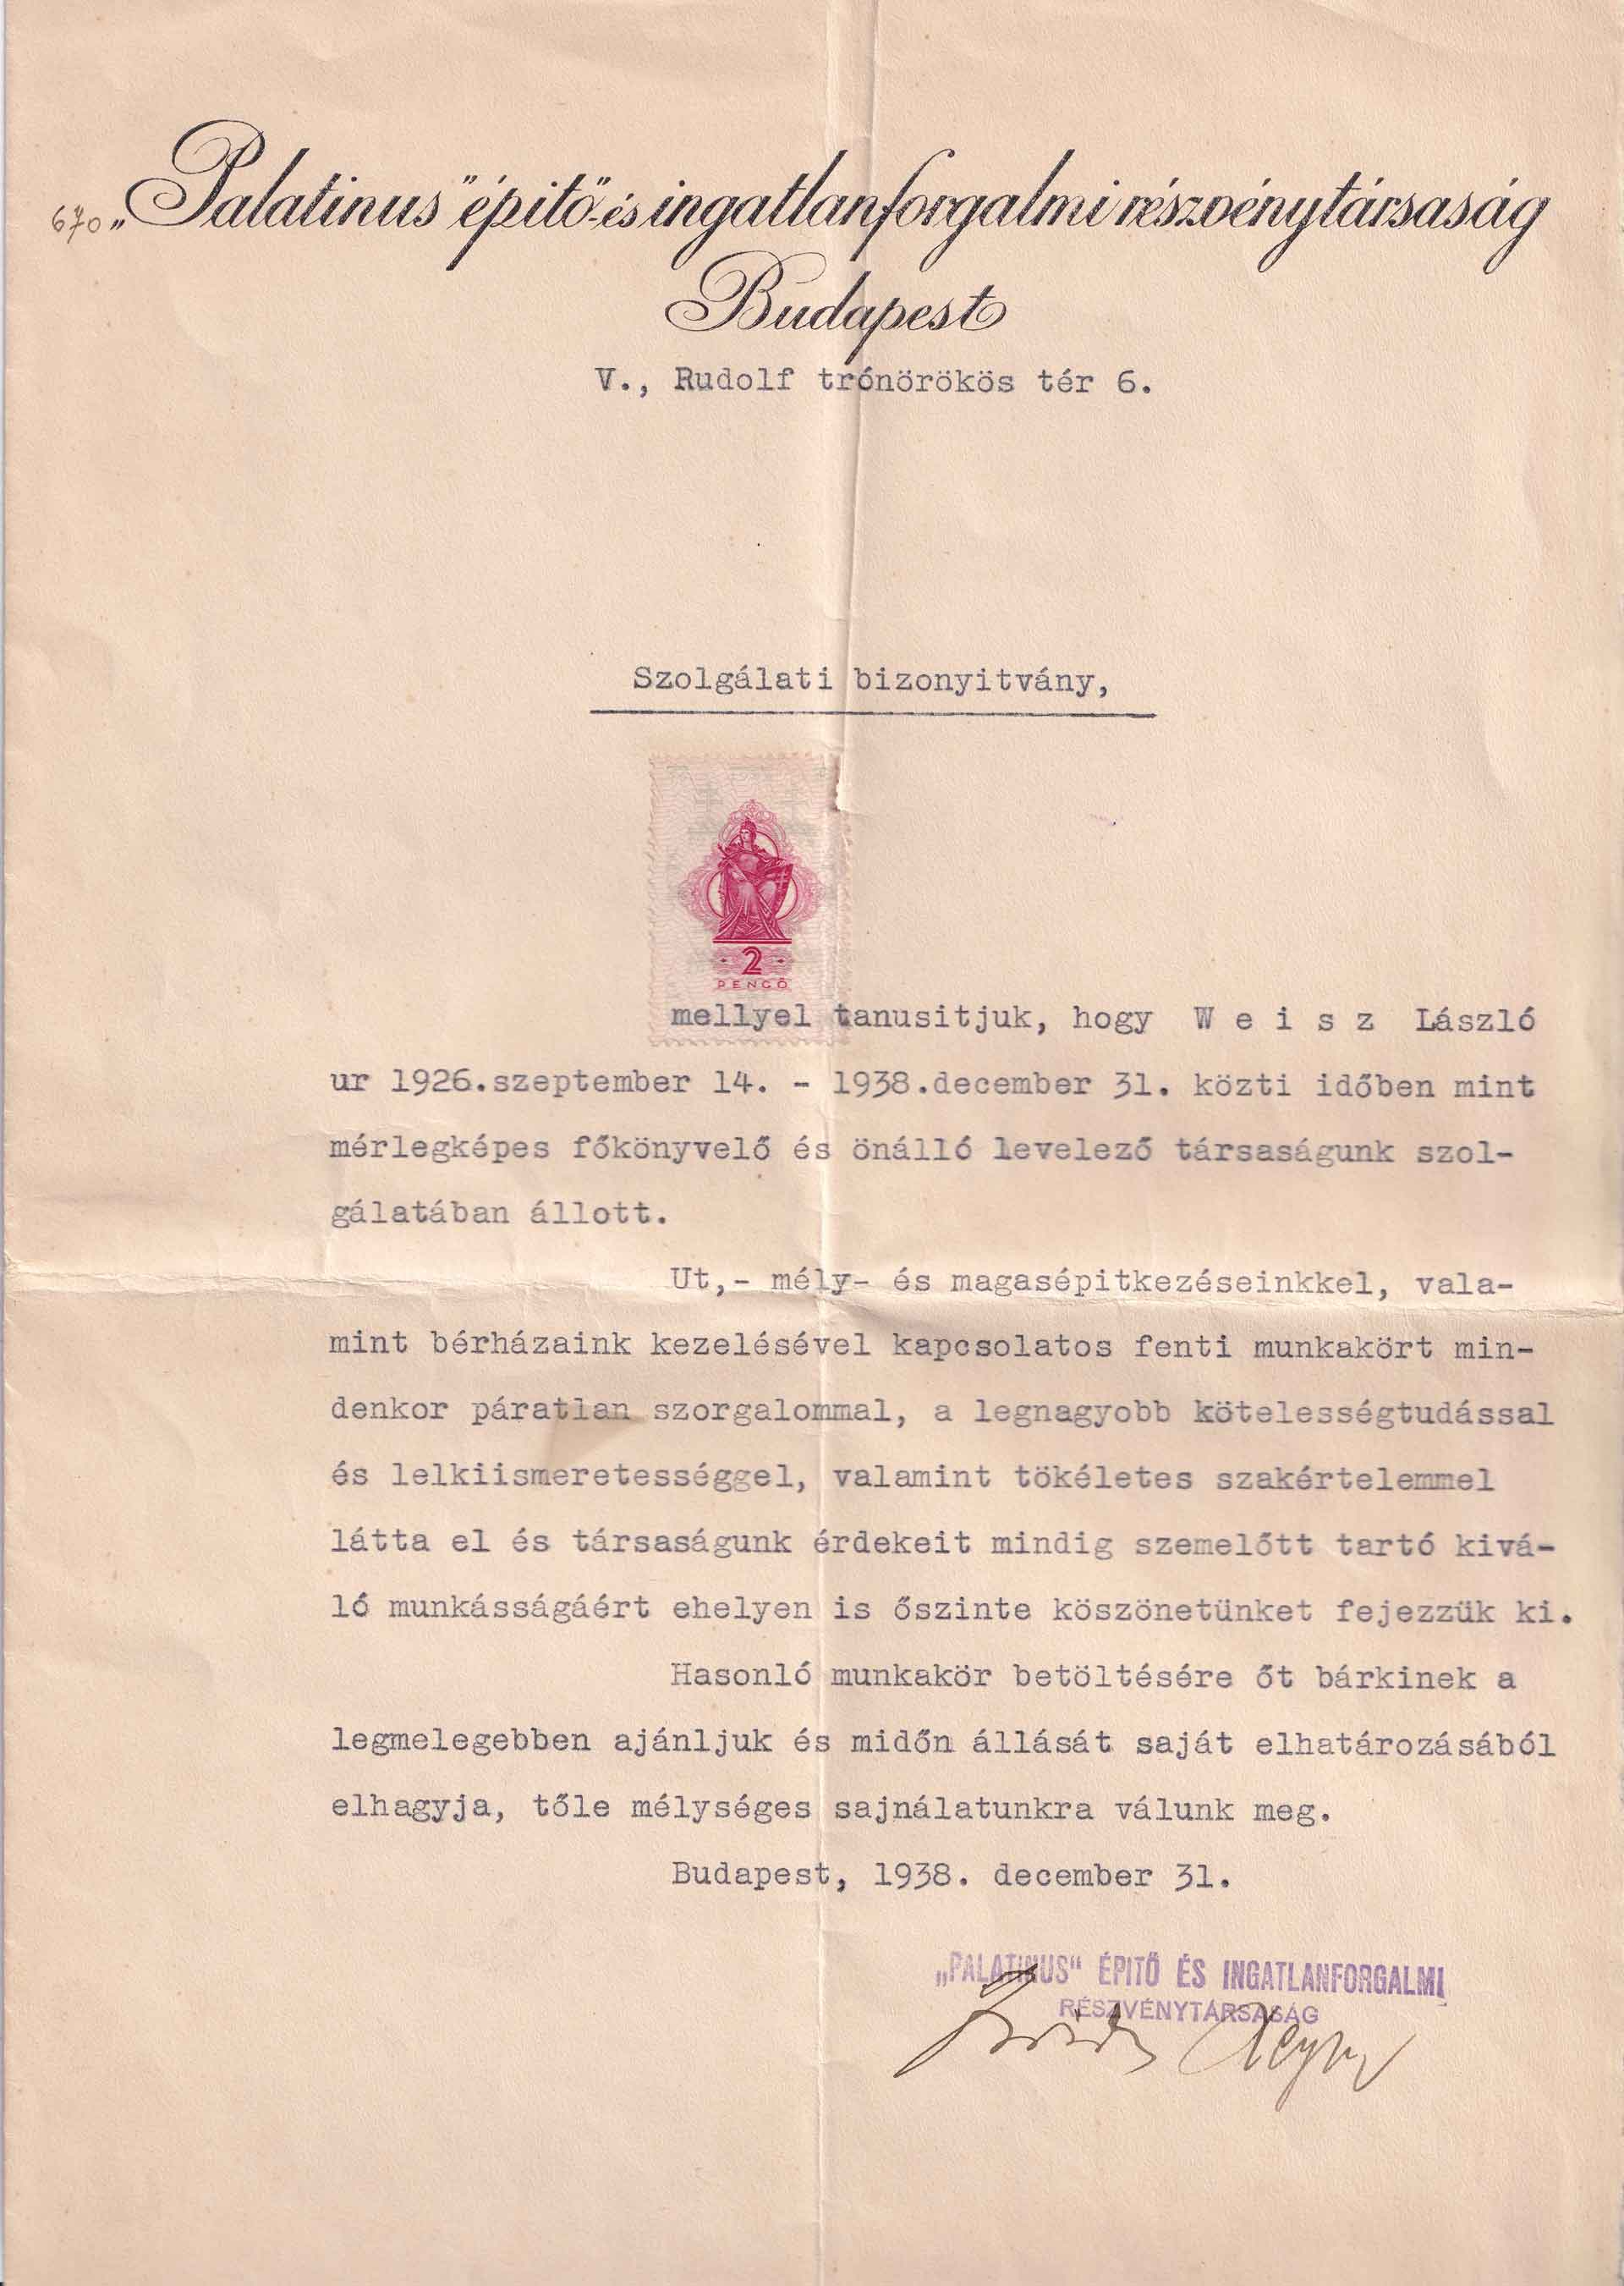 670
„Palatinus" építő- és ingatlanforgalmi részvénytársaság
Budapest
V., Rudolf trónörökös tér 6.
Szolgálati bizonyitvány,
2
PENGŐ
mellyel tanusitjuk, hogy W e i s z László
ur 1926.szeptember 14. - 1938.december 31. közti időben mint
mérlegképes főkönyvelő és önálló levelező társaságunk szol-
gálatában állott.
Ut,- mély- és magasépitkezéseinkkel, vala-
mint bérházaink kezelésével kapcsolatos fenti munkakört min-
denkor páratlan szorgalommal, a legnagyobb kötelességtudással
és lelkiismeretességgel, valamint tökéletes szakértelemmel
látta el és társaságunk érdekeit mindig szemelőtt tartó kivá-
ló munkásságáért ehelyen is őszinte köszönetünket fejezzük ki.
Hasonló munkakör betöltésére őt bárkinek a
legmelegebben ajánljuk és midőn állását saját elhatározásából
elhagyja, tőle mélységes sajnálatunkra válunk meg.
Budapest, 1938. december 31.
„PALATINUS" ÉPITŐ ÉS INGATLANFORGALMI
RÉSZVÉNYTÁRSASÁG